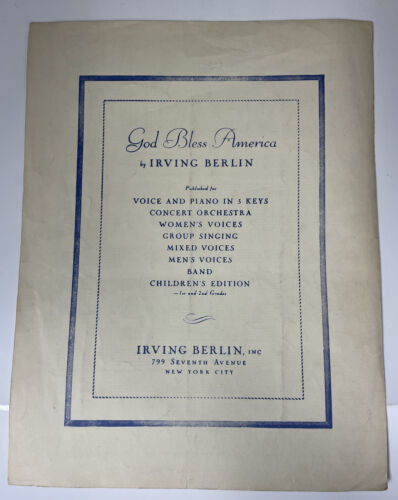 God Bless America
by IRVING BERLIN
Published for
VOICE AND PIANO IN 3 KEYS
CONCERT ORCHESTRA
WOMEN'S VOICES
GROUP SINGING
MIXED VOICES
MEN'S VOICES
BAND
CHILDREN'S EDITION
—1st and 2nd Grades
IRVING BERLIN, INC
799 SEVENTH AVENUE
NEW YORK CITY